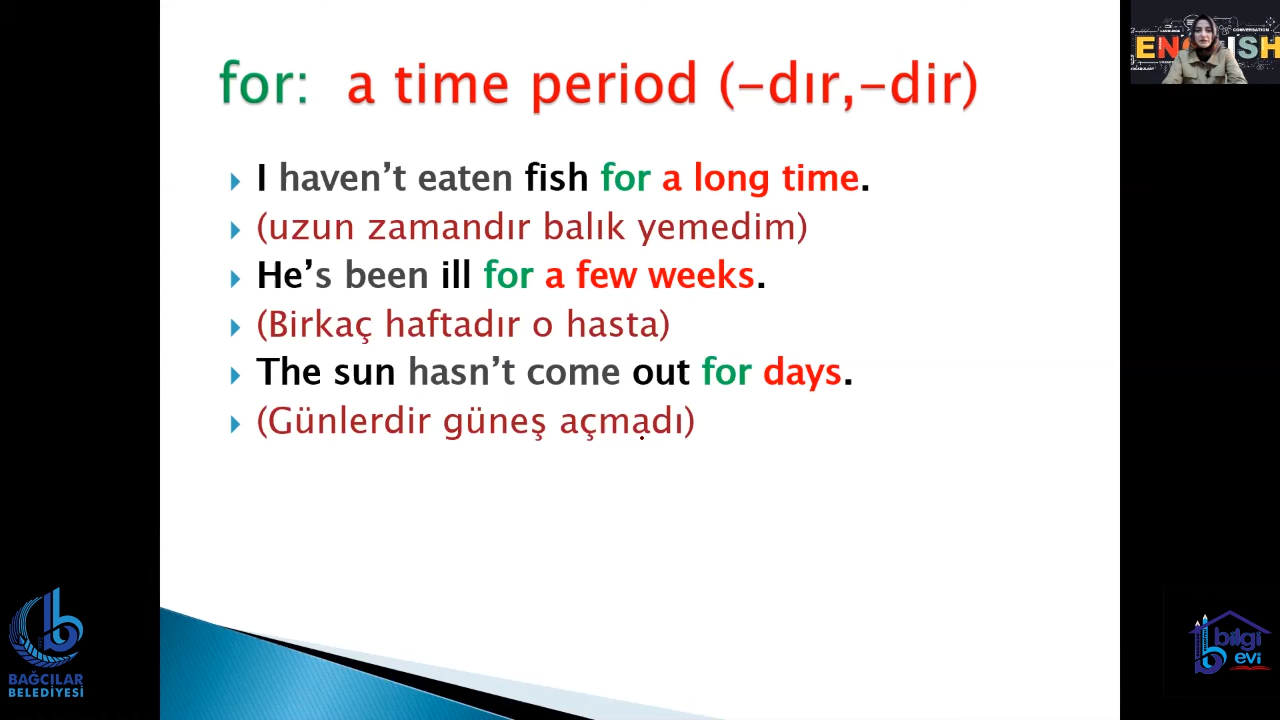 for: a time period (-dır,-dir)
I haven't eaten fish for a long time.
(uzun zamandır balık yemedim)
He's been ill for a few weeks.
(Birkaç haftadır o hasta)
The sun hasn't come out for days.
(Günlerdir güneş açmadı)
CONVERSATION
ENGLISH
BAĞCILAR
BELEDİYESİ
bilgi
evi